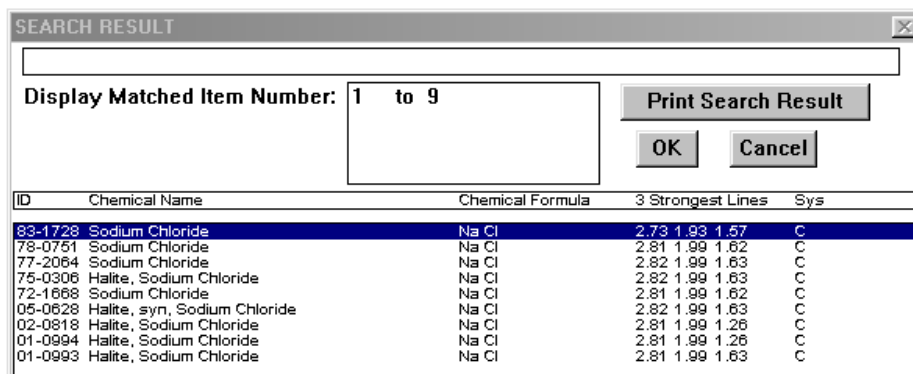 SEARCH RESULT
Display Matched Item Number: 1 to 9
Print Search Result
OK Cancel
ID Chemical Name Chemical Formula 3 Strongest Lines Sys
83-1728 Sodium Chloride Na Cl 2.73 1.93 1.57 C
78-0751 Sodium Chloride Na Cl 2.81 1.99 1.62 C
77-2064 Sodium Chloride Na Cl 2.82 1.99 1.63 C
75-0306 Halite, Sodium Chloride Na Cl 2.82 1.99 1.63 C
72-1668 Sodium Chloride Na Cl 2.81 1.99 1.62 C
05-0628 Halite, syn, Sodium Chloride Na Cl 2.82 1.99 1.63 C
02-0818 Halite, Sodium Chloride Na Cl 2.81 1.99 1.26 C
01-0994 Halite, Sodium Chloride Na Cl 2.81 1.99 1.26 C
01-0993 Halite, Sodium Chloride Na Cl 2.81 1.99 1.63 C